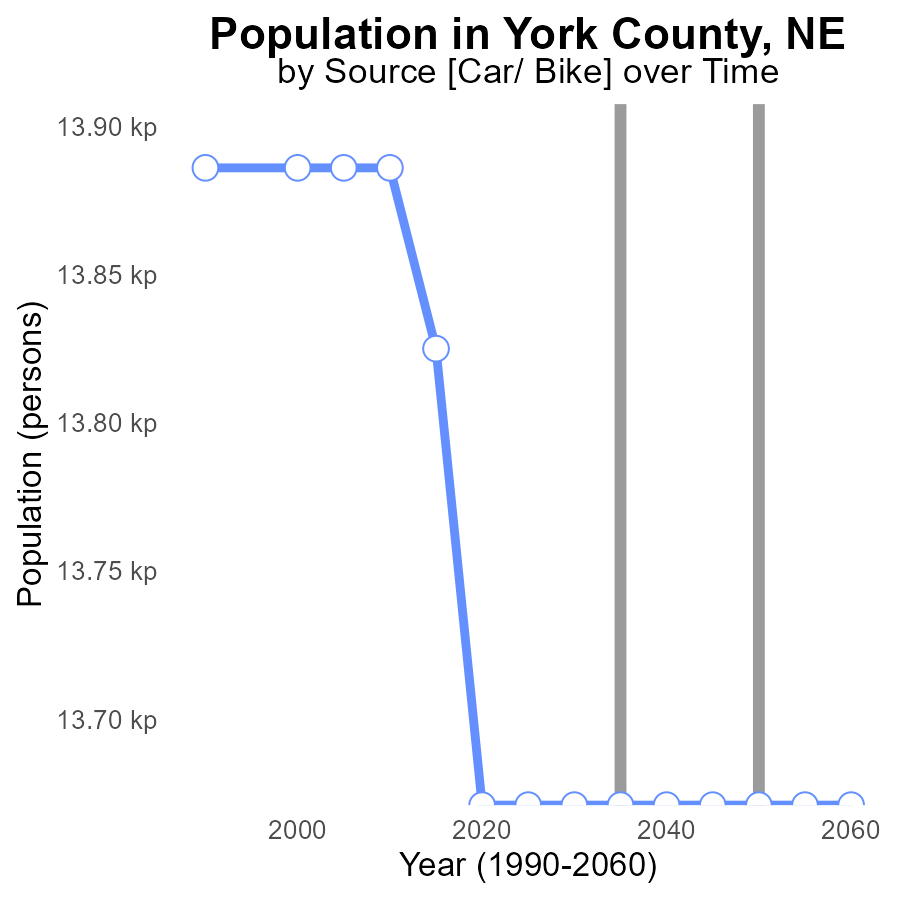 Population in York County, NE
by Source [Car/ Bike] over Time
13.90 kp
13.85 kp
13.80 kp
13.75 kp
13.70 kp
Population (persons)
2000
2020
2040
2060
Year (1990-2060)